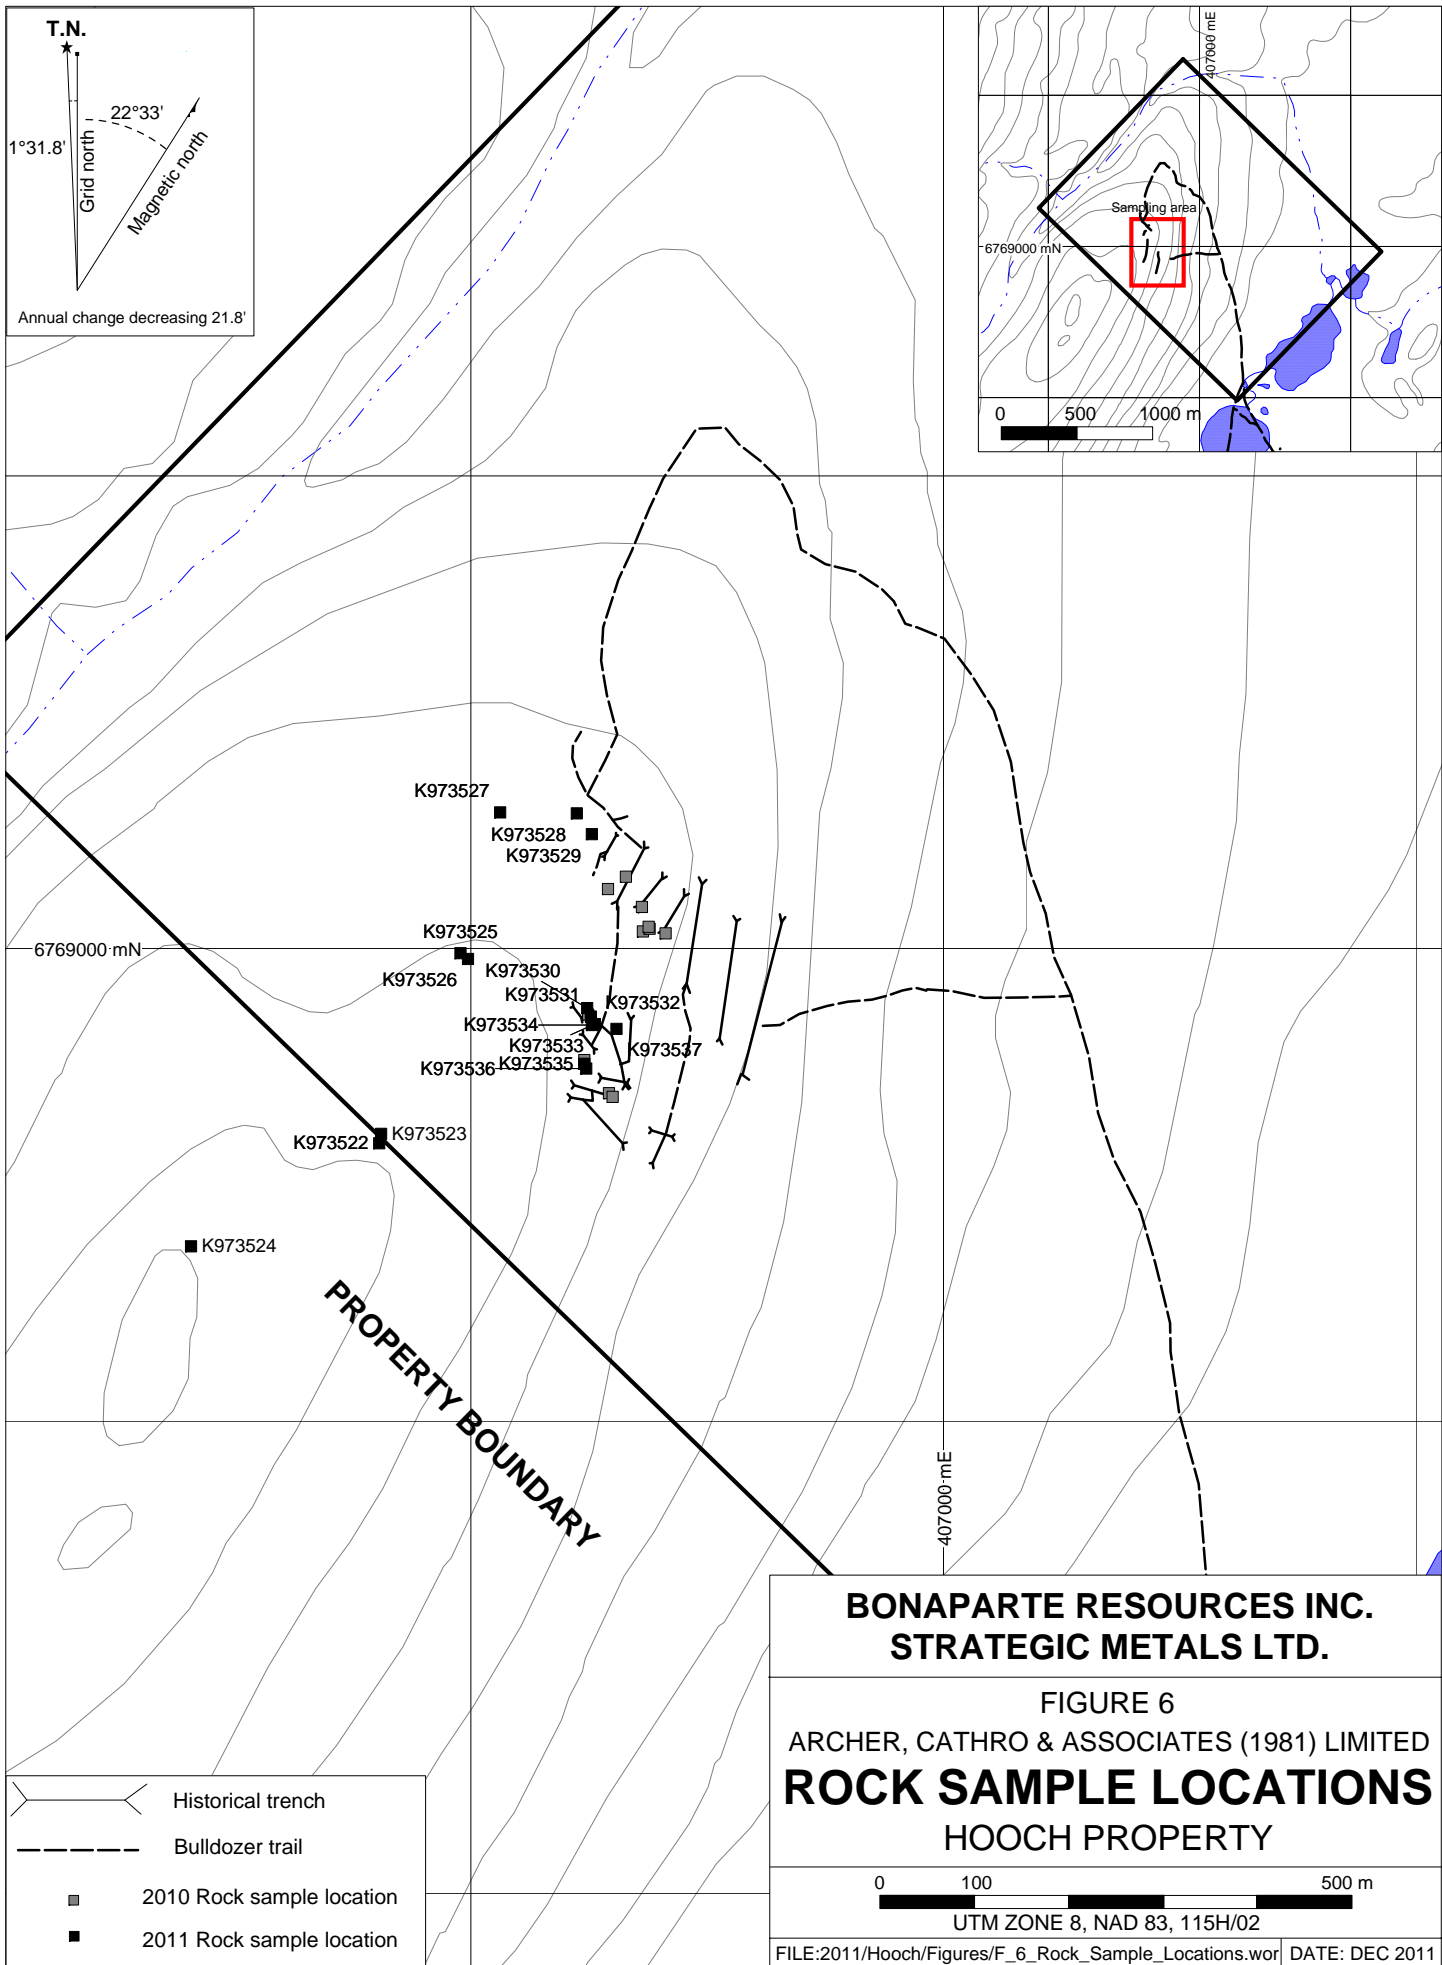 T.N.
22°33'
1°31.8'
Grid north
Magnetic north
Annual change decreasing 21.8'
407000 mE
Sampling area
6769000 mN
0 500 1000 m
K973527
K973528
K973529
K973525
6769000 mN
K973526
K973530
K973531
K973532
K973534
K973533
K973537
K973535
K973536
K973523
K973522
K973524
PROPERTY BOUNDARY
407000 mE
BONAPARTE RESOURCES INC.
STRATEGIC METALS LTD.
FIGURE 6
ARCHER, CATHRO & ASSOCIATES (1981) LIMITED
ROCK SAMPLE LOCATIONS
HOOCH PROPERTY
0 100 500 m
UTM ZONE 8, NAD 83, 115H/02
FILE:2011/Hooch/Figures/F_6_Rock_Sample_Locations.wor
DATE: DEC 2011
Historical trench
Bulldozer trail
2010 Rock sample location
2011 Rock sample location